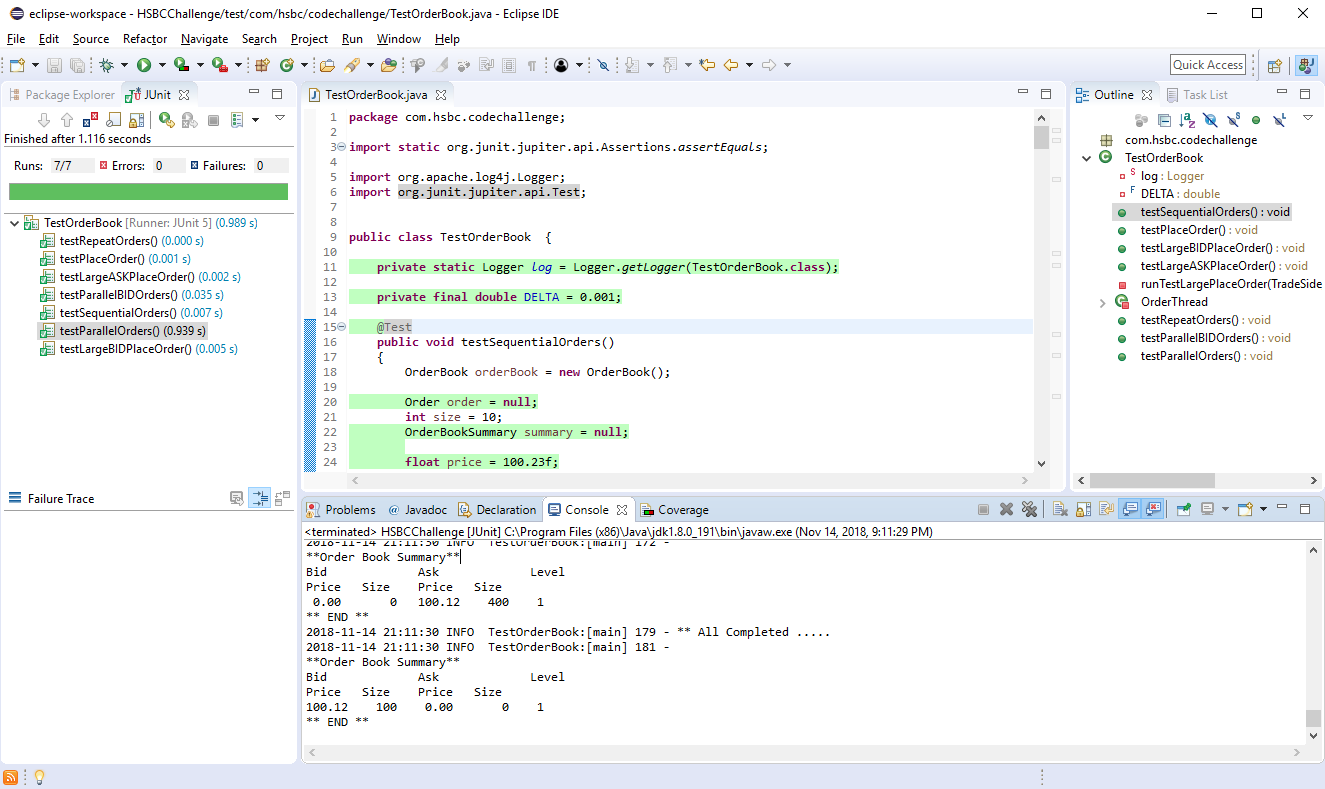 eclipse-workspace - HSBCChallenge/test/com/hsbc/codechallenge/TestOrderBook.java - Eclipse IDE
File Edit Source Refactor Navigate Search Project Run Window Help
Quick Access
Package Explorer JUnit
Finished after 1.116 seconds
Runs: 7/7 Errors: 0 Failures: 0
TestOrderBook [Runner: JUnit 5] (0.989 s)
testRepeatOrders() (0.000 s)
testPlaceOrder() (0.001 s)
testLargeASKPlaceOrder() (0.002 s)
testParallelBIDOrders() (0.035 s)
testSequentialOrders() (0.007 s)
testParallelOrders() (0.939 s)
testLargeBIDPlaceOrder() (0.005 s)
Failure Trace
TestOrderBook.java
1 package com.hsbc.codechallenge;
2
3 import static org.junit.jupiter.api.Assertions.assertEquals;
4
5 import org.apache.log4j.Logger;
6 import org.junit.jupiter.api.Test;
7
8
9 public class TestOrderBook {
10
11 private static Logger log = Logger.getLogger(TestOrderBook.class);
12
13 private final double DELTA = 0.001;
14
15 @Test
16 public void testSequentialOrders()
17 {
18 OrderBook orderBook = new OrderBook();
19
20 Order order = null;
21 int size = 10;
22 OrderBookSummary summary = null;
23
24 float price = 100.23f;
Outline Task List
com.hsbc.codechallenge
TestOrderBook
S log : Logger
F DELTA : double
testSequentialOrders() : void
testPlaceOrder() : void
testLargeBIDPlaceOrder() : void
testLargeASKPlaceOrder() : void
runTestLargePlaceOrder(TradeSide
OrderThread
testRepeatOrders() : void
testParallelBIDOrders() : void
testParallelOrders() : void
Problems @ Javadoc Declaration Console Coverage
<terminated> HSBCChallenge [JUnit] C:\Program Files (x86)\Java\jdk1.8.0_191\bin\javaw.exe (Nov 14, 2018, 9:11:29 PM)
2018-11-14 21:11:30 INFO TestOrderBook:[main] 172 -
**Order Book Summary**
Bid Ask Level
Price Size Price Size
0.00 0 100.12 400 1
** END **
2018-11-14 21:11:30 INFO TestOrderBook:[main] 179 - ** All Completed .....
2018-11-14 21:11:30 INFO TestOrderBook:[main] 181 -
**Order Book Summary**
Bid Ask Level
Price Size Price Size
100.12 100 0.00 0 1
** END **